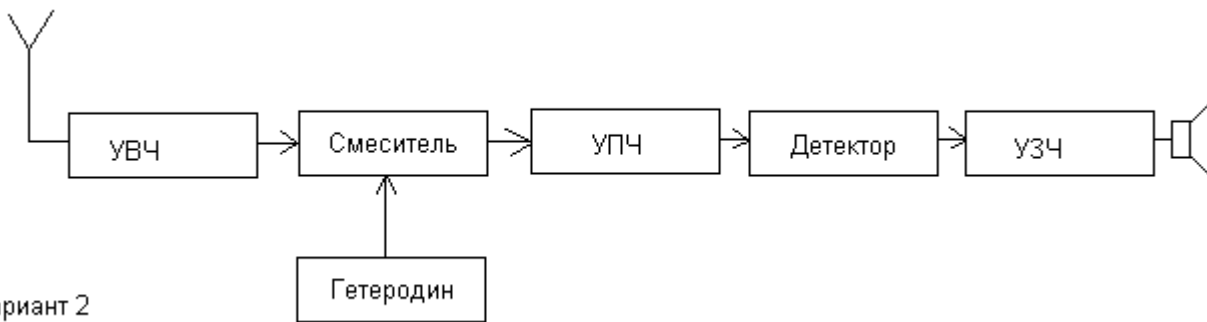 УВЧ
Смеситель
УПЧ
Детектор
УЗЧ
Гетеродин
риант 2